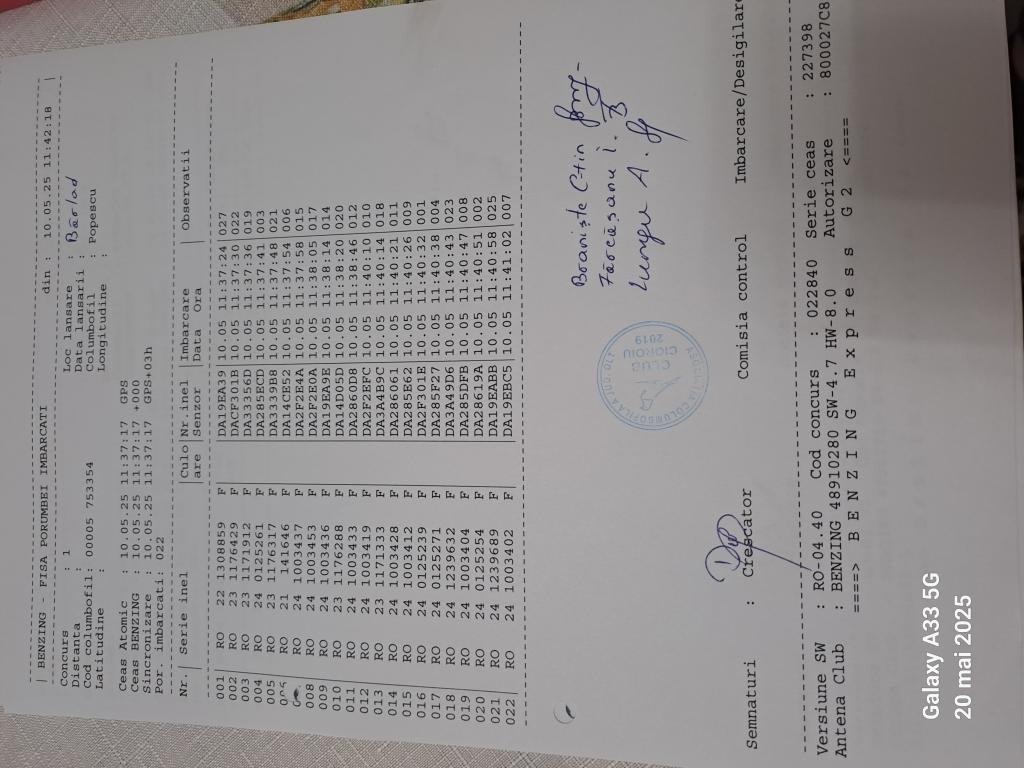 | BENZING - FISA PORUMBEI IMBARCATI din : 10.05.25 11:42:18 |
Concurs : 1 Loc lansare : Bârlad
Distanta : Data lansarii :
Cod columbofil: 00005 753354 Columbofil : Popescu
Latitudine : Longitudine :
Ceas Atomic : 10.05.25 11:37:17 GPS
Ceas BENZING : 10.05.25 11:37:17 +000
Sincronizare : 10.05.25 11:37:17 GPS+03h
Por. imbarcati: 022
Nr.| Serie inel |Culo|Nr.inel |Imbarcare | Observatii
|are |Senzor |Data Ora |
001 RO 22 1308859 F DA19EA39 10.05 11:37:24 027
002 RO 23 1176429 F DACF301B 10.05 11:37:30 022
003 RO 23 1171912 F DA33356D 10.05 11:37:36 019
004 RO 24 0125261 F DA285ECD 10.05 11:37:41 003
005 RO 23 1176317 F DA3339B8 10.05 11:37:48 021
006 RO 21 141646 F DA14CE52 10.05 11:37:54 006
RO 24 1003437 F DA2F2E4A 10.05 11:37:58 015
008 RO 24 1003453 F DA2F2E0A 10.05 11:38:05 017
009 RO 24 1003436 F DA19EA9E 10.05 11:38:14 014
010 RO 23 1176288 F DA14D05D 10.05 11:38:20 020
011 RO 24 1003433 F DA2860D8 10.05 11:38:46 012
012 RO 24 1003419 F DA2F2EFC 10.05 11:40:10 010
013 RO 23 1171333 F DA3A4B9C 10.05 11:40:14 018
014 RO 24 1003428 F DA286061 10.05 11:40:21 011
015 RO 24 1003412 F DA285E62 10.05 11:40:26 009
016 RO 24 0125239 F DA2F301E 10.05 11:40:32 001
017 RO 24 0125271 F DA285F27 10.05 11:40:38 004
018 RO 24 1239632 F DA3A49D6 10.05 11:40:43 023
019 RO 24 1003404 F DA285DFB 10.05 11:40:47 008
020 RO 24 0125254 F DA28619A 10.05 11:40:51 002
021 RO 24 1239689 F DA19EABB 10.05 11:40:58 025
022 RO 24 1003402 F DA19EBC5 10.05 11:41:02 007
Braniste C-tin
Fărcășanu I.
Lungu A.
CLUB
CIOROIU
2019
Semnaturi : Crescator Comisia control Imbarcare/Desigilare
Versiune SW : RO-04.40 Cod concurs : 022840 Serie ceas : 227398
Antena Club : BENZING 48910280 SW-4.7 HW-8.0 Autorizare : 800027C8
====> B E N Z I N G E x p r e s s G 2 <====
Galaxy A33 5G
20 mai 2025